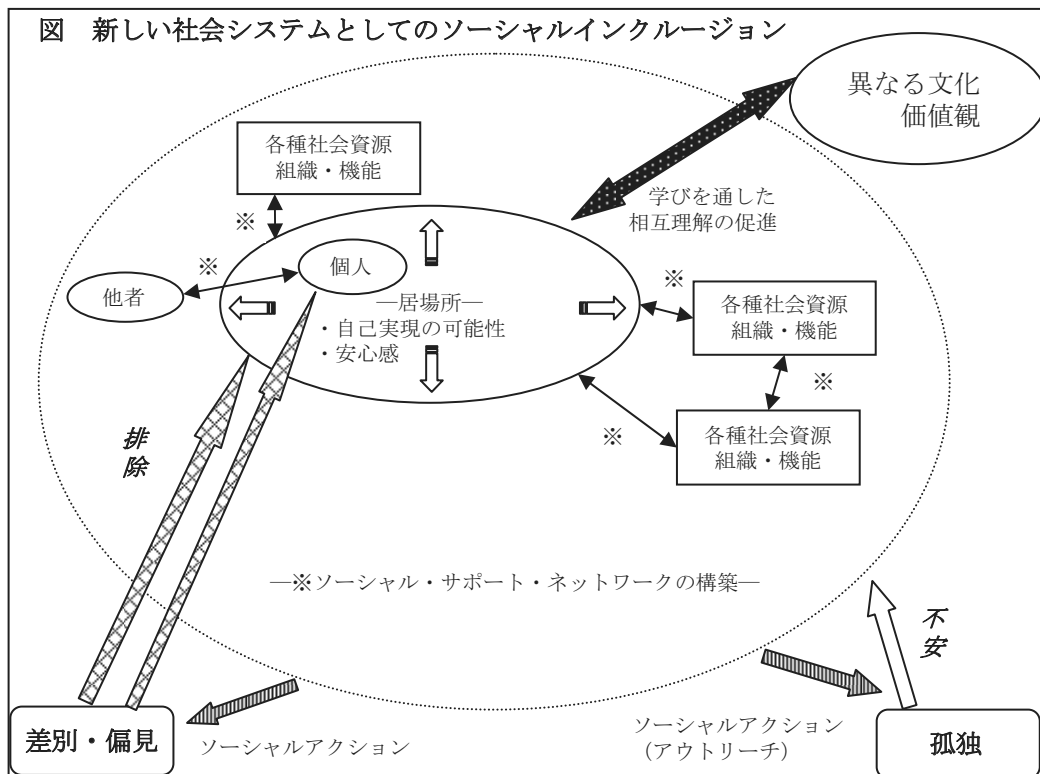 図　新しい社会システムとしてのソーシャルインクルージョン
異なる文化
価値観
各種社会資源
組織・機能
学びを通した
相互理解の促進
※
※
個人
他者
※
―居場所―
・自己実現の可能性
・安心感
各種社会資源
組織・機能
※
各種社会資源
組織・機能
※
排除
―※ソーシャル・サポート・ネットワークの構築―
不安
差別・偏見
ソーシャルアクション
ソーシャルアクション
（アウトリーチ）
孤独